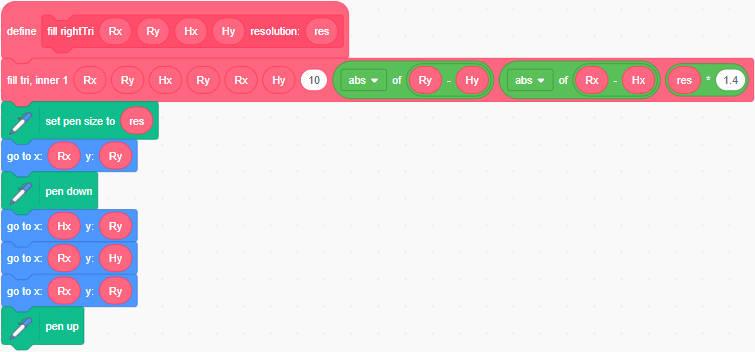 define fill rightTri Rx Ry Hx Hy resolution: res
fill tri, inner 1 Rx Ry Hx Ry Rx Hy 10 abs of Ry - Hy abs of Rx - Hx res * 1.4
set pen size to res
go to x: Rx y: Ry
pen down
go to x: Hx y: Ry
go to x: Rx y: Hy
go to x: Rx y: Ry
pen up